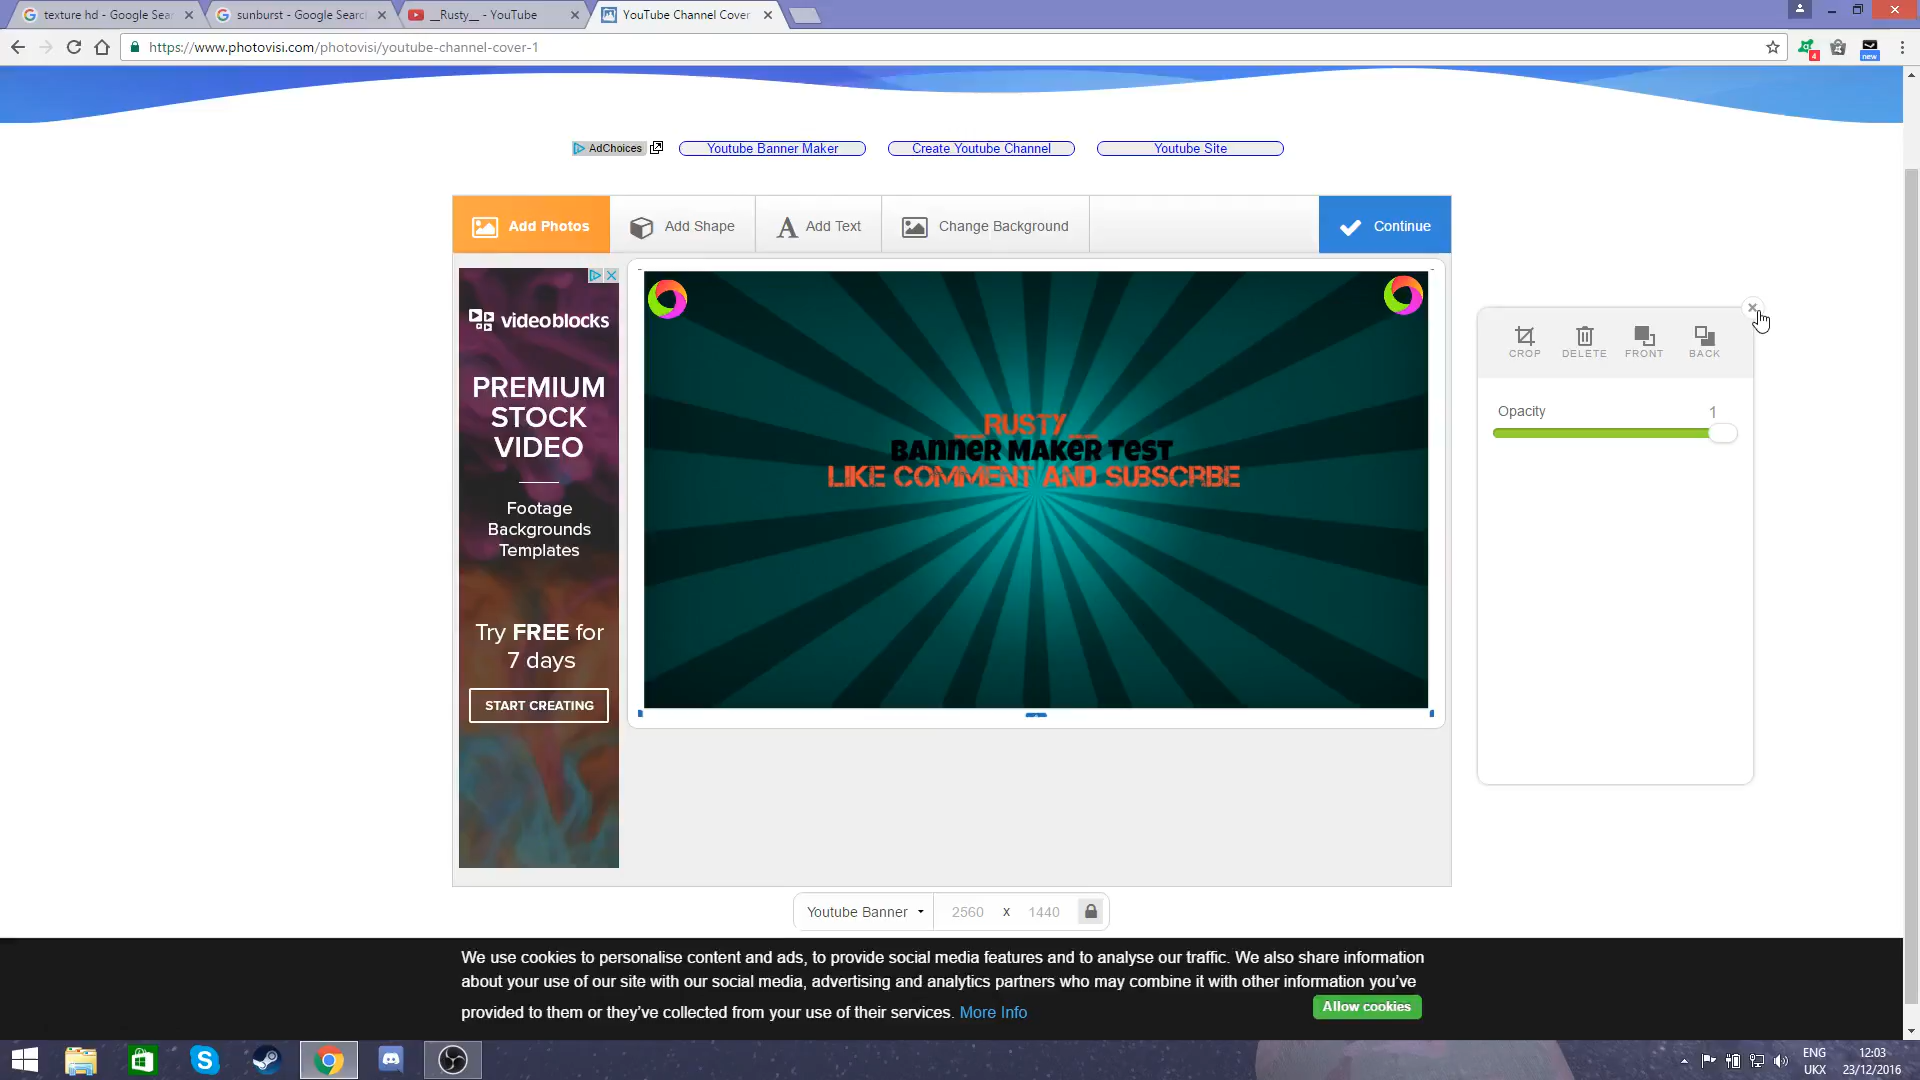 texture hd - Google Sear
sunburst - Google Searc
__Rusty__ - YouTube
YouTube Channel Cover
https://www.photovisi.com/photovisi/youtube-channel-cover-1
4
new
AdChoices
Youtube Banner Maker
Create Youtube Channel
Youtube Site
Add Photos
Add Shape
A Add Text
Change Background
Continue
videoblocks
PREMIUM
STOCK
VIDEO
Footage
Backgrounds
Templates
Try FREE for
7 days
START CREATING
__RUSTY__
BANNER MAKER TEST
LIKE COMMENT AND SUBSCRBE
CROP
DELETE
FRONT
BACK
Opacity
1
Youtube Banner
2560 x 1440
We use cookies to personalise content and ads, to provide social media features and to analyse our traffic. We also share information
about your use of our site with our social media, advertising and analytics partners who may combine it with other information you've
provided to them or they've collected from your use of their services. More Info
Allow cookies
ENG
UKX
12:03
23/12/2016